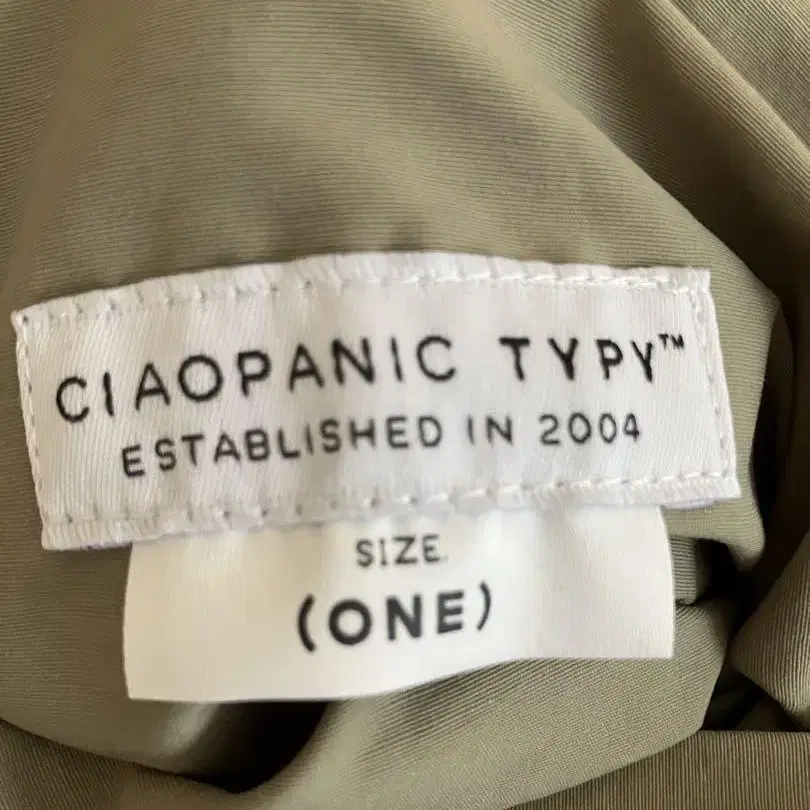 CIAOPANIC TYPY™
ESTABLISHED IN 2004
SIZE
(ONE)